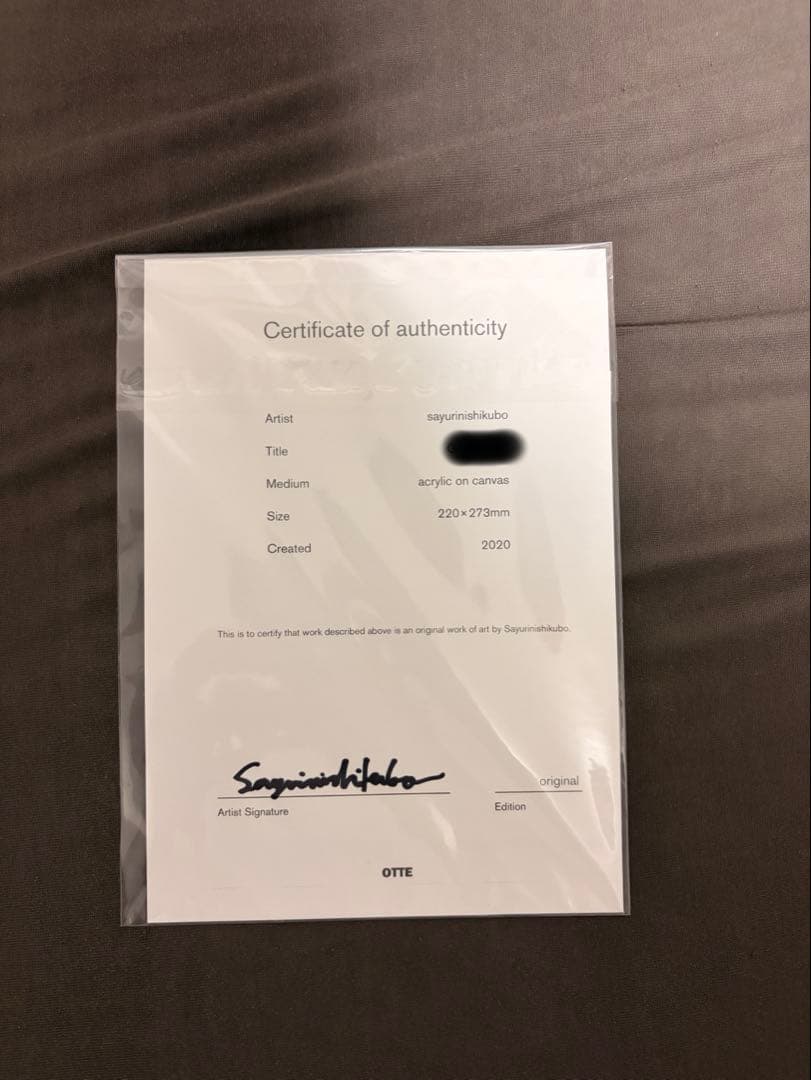 Certificate of authenticity
Artist sayurinishikubo
Title
Medium acrylic on canvas
Size 220×273mm
Created 2020
This is to certify that work described above is an original work of art by Sayurinishikubo.
Sayurinishikubo
original
Artist Signature
Edition
OTTE